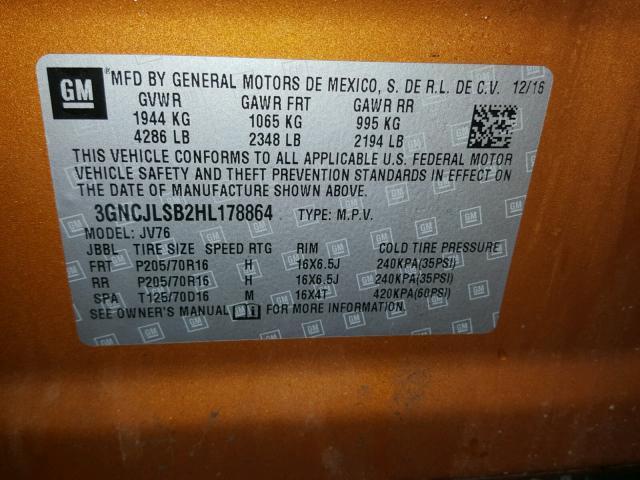 GM ® MFD BY GENERAL MOTORS DE MEXICO, S. DE R.L. DE C.V. 12/16
GVWR GAWR FRT GAWR RR
1944 KG 1065 KG 995 KG
4286 LB 2348 LB 2194 LB
THIS VEHICLE CONFORMS TO ALL APPLICABLE U.S. FEDERAL MOTOR
VEHICLE SAFETY AND THEFT PREVENTION STANDARDS IN EFFECT ON
THE DATE OF MANUFACTURE SHOWN ABOVE.
3GNCJLSB2HL178864 TYPE: M.P.V.
MODEL: JV76
JBBL TIRE SIZE SPEED RTG RIM COLD TIRE PRESSURE
FRT P205/70R16 H 16X6.5J 240KPA(35PSI)
RR P205/70R16 H 16X6.5J 240KPA(35PSI)
SPA T125/70D16 M 16X4T 420KPA(60PSI)
SEE OWNER'S MANUAL FOR MORE INFORMATION.